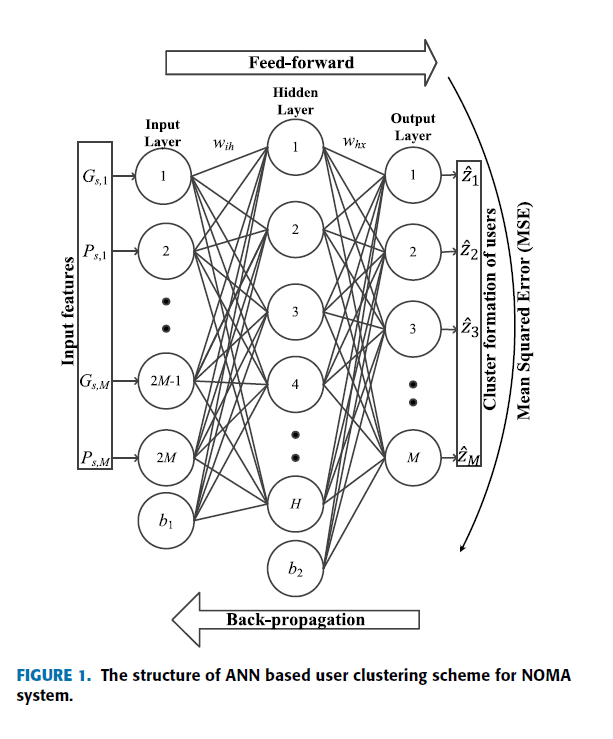 Feed-forward
Hidden
Layer
Input
Layer
Output
Layer
w_ih
w_hx
Input features
G_s,1
P_s,1
G_s,M
P_s,M
1
2
2M-1
2M
b_1
1
2
3
4
H
b_2
1
2
3
M
ẑ_1
ẑ_2
ẑ_3
ẑ_M
Cluster formation of users
Mean Squared Error (MSE)
Back-propagation
FIGURE 1. The structure of ANN based user clustering scheme for NOMA
system.